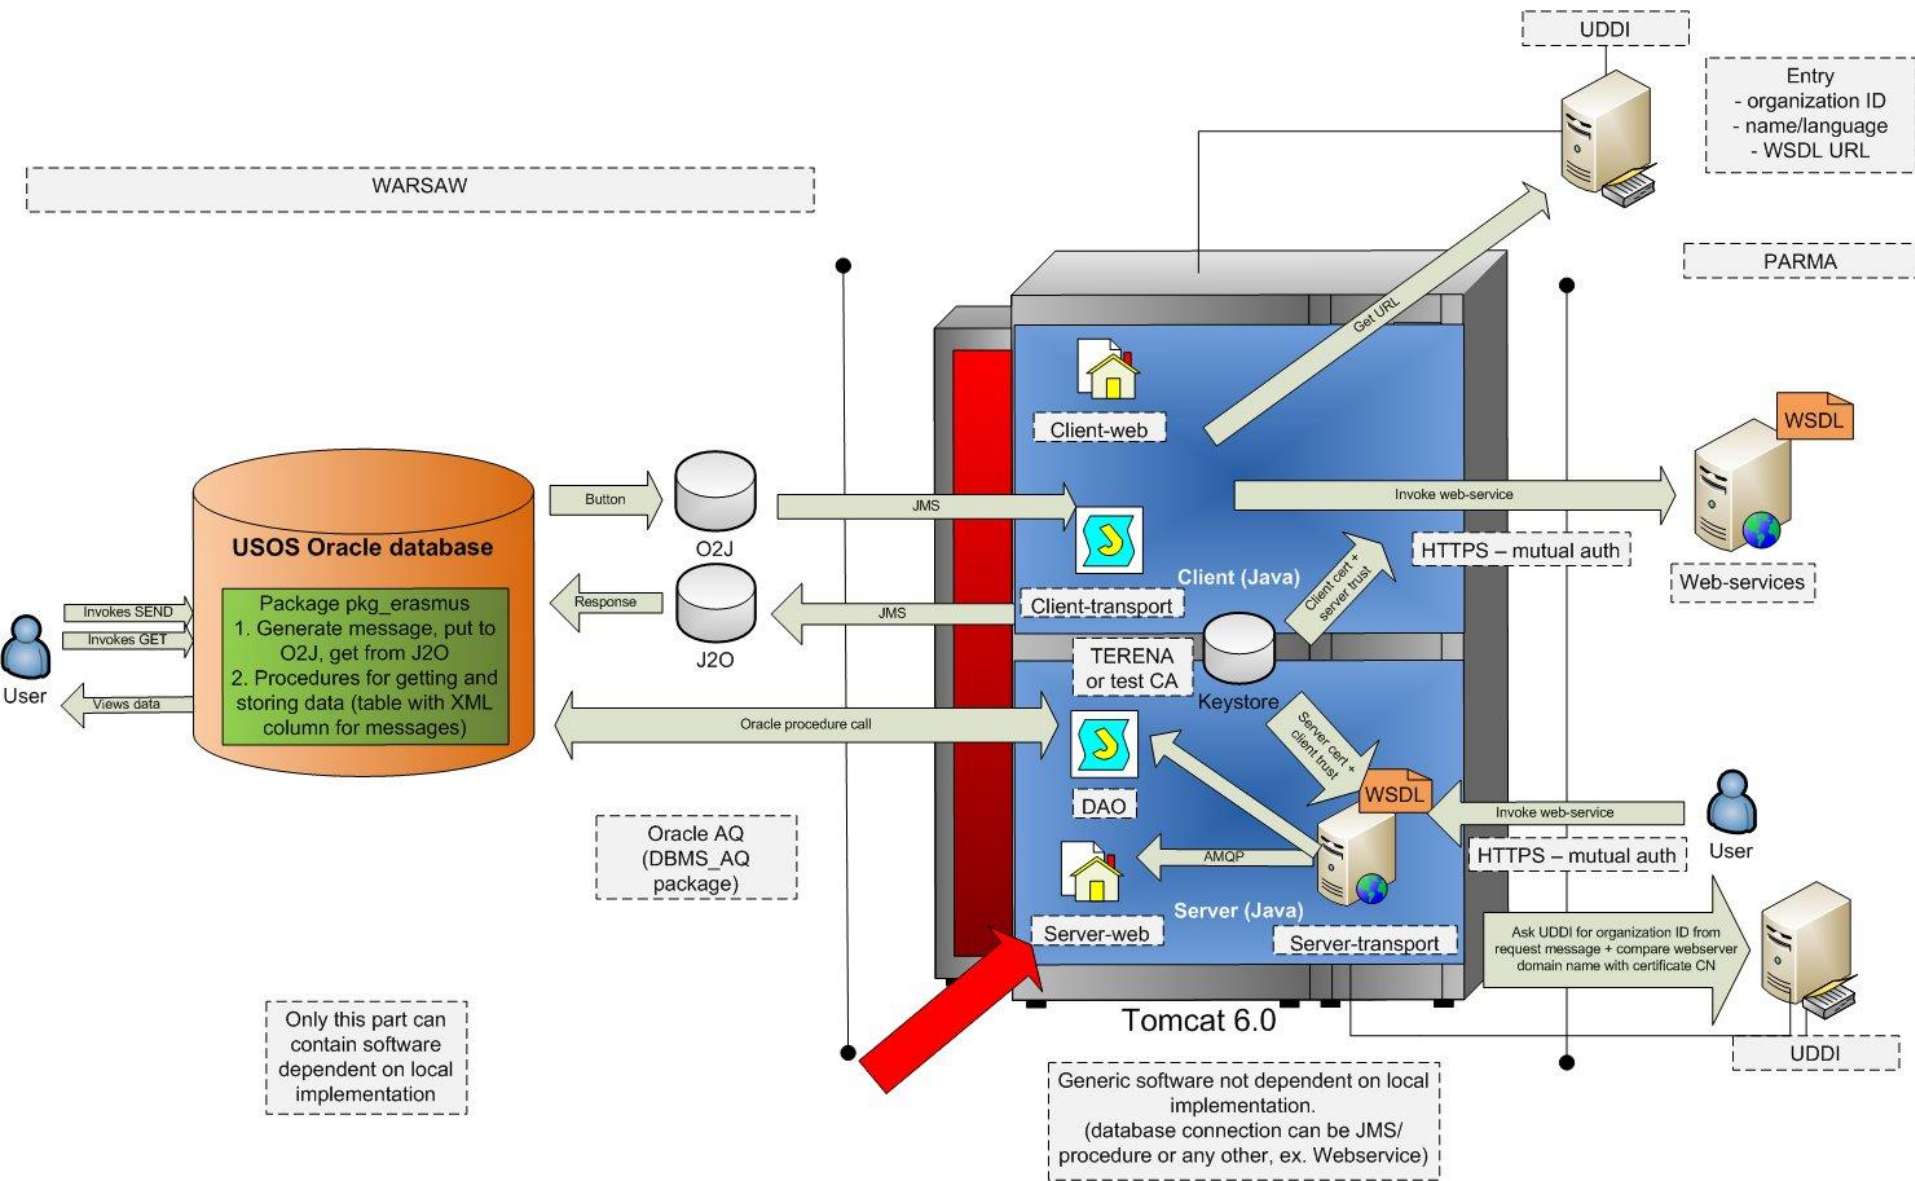 UDDI
Entry
- organization ID
- name/language
- WSDL URL
WARSAW
PARMA
Get URL
Client-web
WSDL
Button
JMS
Invoke web-service
O2J
HTTPS – mutual auth
Web-services
USOS Oracle database
Client (Java)
Client cert +
server trust
Response
JMS
Client-transport
J2O
Invokes SEND
Invokes GET
User
Views data
Package pkg_erasmus
1. Generate message, put to
O2J, get from J2O
2. Procedures for getting and
storing data (table with XML
column for messages)
TERENA
or test CA
Keystore
Oracle procedure call
Server cert +
client trust
DAO
WSDL
Invoke web-service
User
HTTPS – mutual auth
Oracle AQ
(DBMS_AQ
package)
AMQP
Server (Java)
Server-web
Server-transport
Ask UDDI for organization ID from
request message + compare webserver
domain name with certificate CN
Tomcat 6.0
UDDI
Only this part can
contain software
dependent on local
implementation
Generic software not dependent on local
implementation.
(database connection can be JMS/
procedure or any other, ex. Webservice)